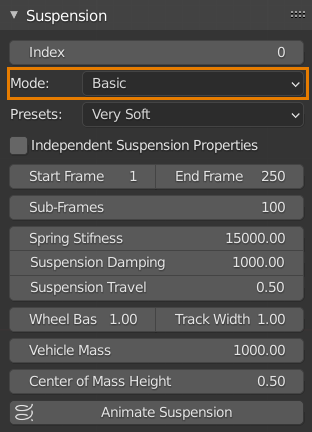 Suspension
Index 0
Mode: Basic
Presets: Very Soft
Independent Suspension Properties
Start Frame 1 End Frame 250
Sub-Frames 100
Spring Stifness 15000.00
Suspension Damping 1000.00
Suspension Travel 0.50
Wheel Bas 1.00 Track Width 1.00
Vehicle Mass 1000.00
Center of Mass Height 0.50
Animate Suspension